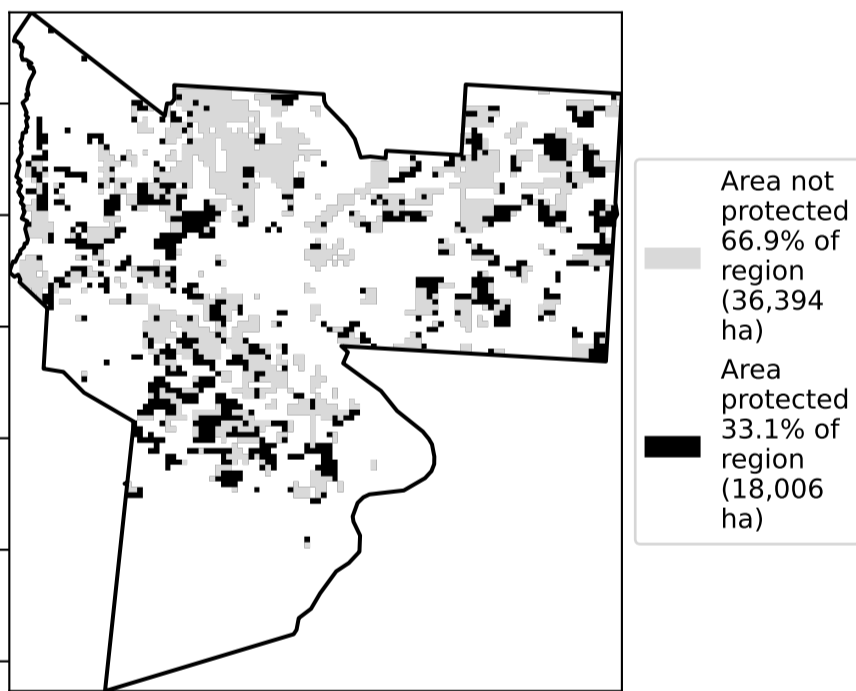 Area not
protected
66.9% of
region
(36,394
ha)
Area
protected
33.1% of
region
(18,006
ha)